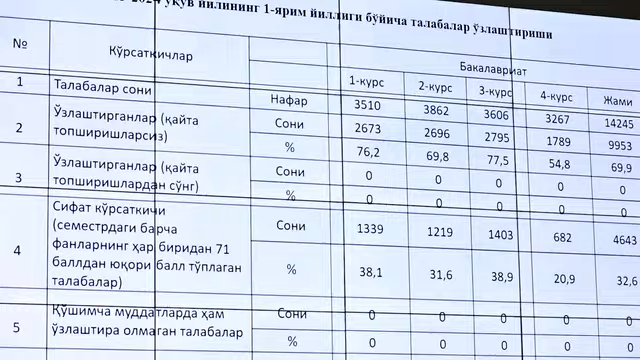 2024 ўқув йилининг 1-ярим йиллиги бўйича талабалар ўзлаштириши
№ Кўрсаткичлар Бакалавриат
1-курс 2-курс 3-курс 4-курс Жами
1 Талабалар сони Нафар 3510 3862 3606 3267 14245
2 Ўзлаштирганлар (қайта
топширишларсиз)
Сони 2673 2696 2795 1789 9953
% 76,2 69,8 77,5 54,8 69,9
3 Ўзлаштирганлар (қайта
топширишлардан сўнг)
Сони 0 0 0 0 0
% 0 0 0 0 0
4 Сифат кўрсаткичи
(семестрдаги барча
фанларнинг ҳар биридан 71
баллдан юқори балл тўплаган
талабалар)
Сони 1339 1219 1403 682 4643
% 38,1 31,6 38,9 20,9 32,6
5 Қўшимча муддатларда ҳам
ўзлаштира олмаган талабалар
Сони 0 0 0 0 0
% 0 0 0 0 0